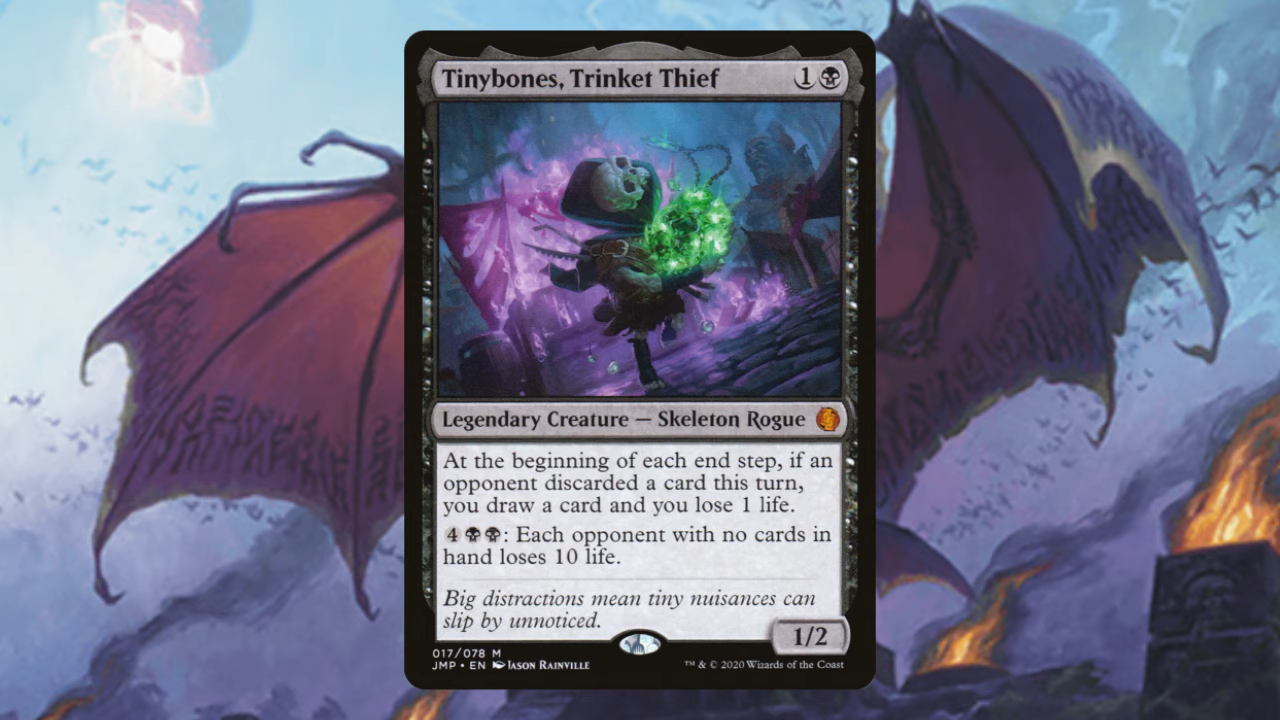 Tinybones, Trinket Thief 1
Legendary Creature — Skeleton Rogue
At the beginning of each end step, if an
opponent discarded a card this turn,
you draw a card and you lose 1 life.
4: Each opponent with no cards in
hand loses 10 life.
Big distractions mean tiny nuisances can
slip by unnoticed.
1/2
017/078 M
JMP • EN Jason Rainville
™ & © 2020 Wizards of the Coast